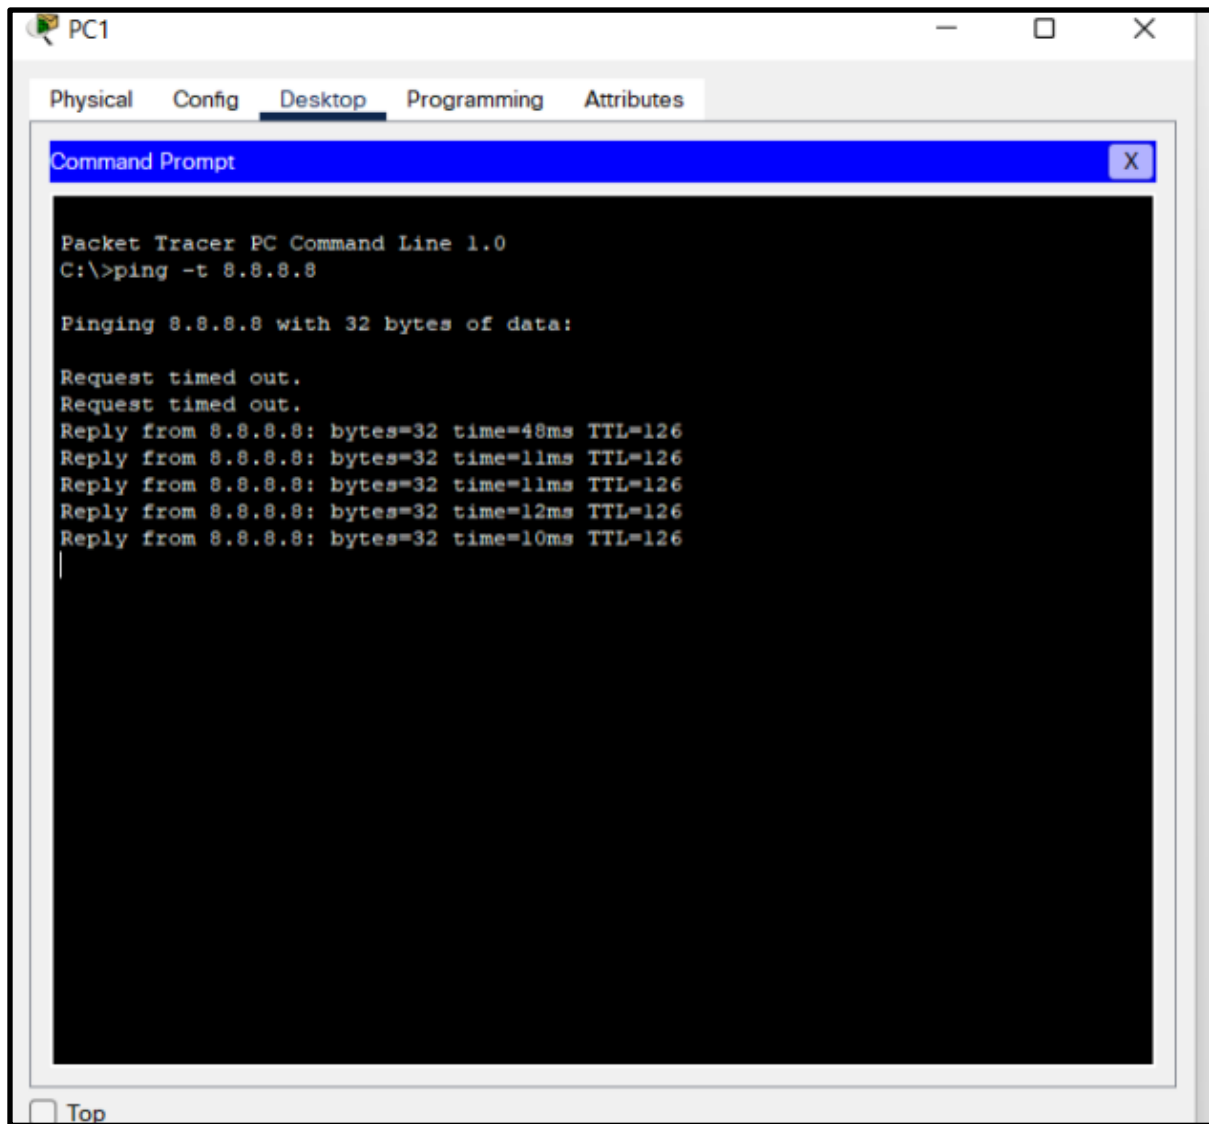 PC1
Physical Config Desktop Programming Attributes
Command Prompt X
Packet Tracer PC Command Line 1.0
C:\>ping -t 8.8.8.8
Pinging 8.8.8.8 with 32 bytes of data:
Request timed out.
Request timed out.
Reply from 8.8.8.8: bytes=32 time=48ms TTL=126
Reply from 8.8.8.8: bytes=32 time=11ms TTL=126
Reply from 8.8.8.8: bytes=32 time=11ms TTL=126
Reply from 8.8.8.8: bytes=32 time=12ms TTL=126
Reply from 8.8.8.8: bytes=32 time=10ms TTL=126
Top